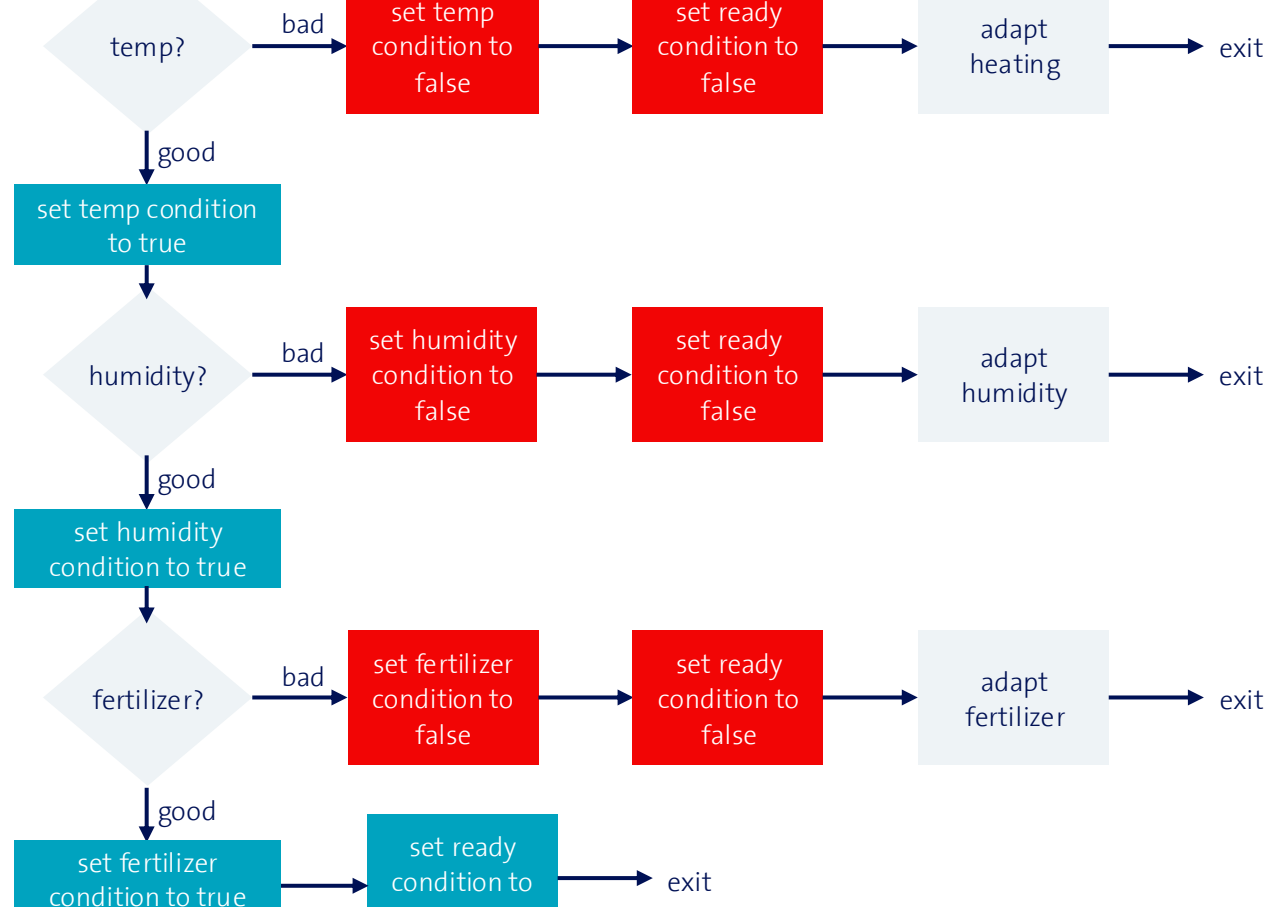 temp?
bad
set temp
condition to
false
set ready
condition to
false
adapt
heating
exit
good
set temp condition
to true
humidity?
bad
set humidity
condition to
false
set ready
condition to
false
adapt
humidity
exit
good
set humidity
condition to true
fertilizer?
bad
set fertilizer
condition to
false
set ready
condition to
false
adapt
fertilizer
exit
good
set fertilizer
condition to true
set ready
condition to
exit